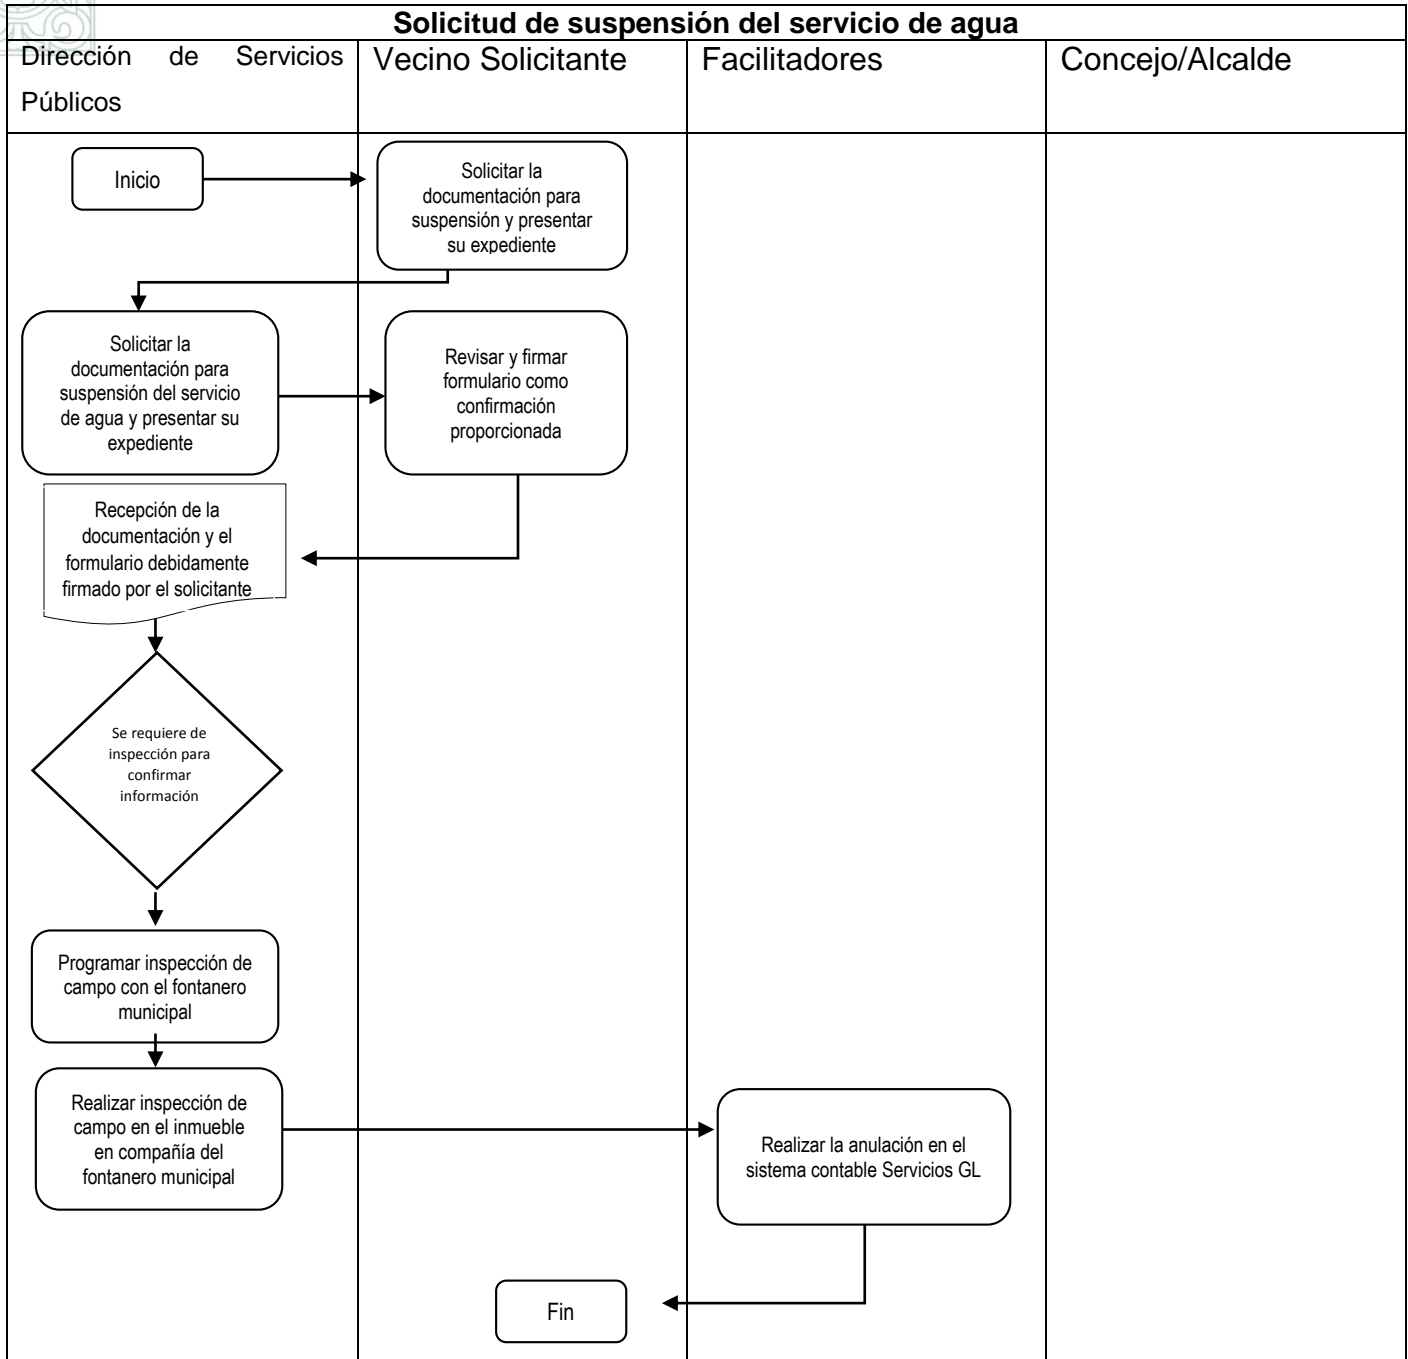 Solicitud de suspensión del servicio de agua
Dirección de Servicios
Públicos
Vecino Solicitante
Facilitadores
Concejo/Alcalde
Inicio
Solicitar la
documentación para
suspensión y presentar
su expediente
Solicitar la
documentación para
suspensión del servicio
de agua y presentar su
expediente
Revisar y firmar
formulario como
confirmación
proporcionada
Recepción de la
documentación y el
formulario debidamente
firmado por el solicitante
Se requiere de
inspección para
confirmar
información
Programar inspección de
campo con el fontanero
municipal
Realizar inspección de
campo en el inmueble
en compañía del
fontanero municipal
Realizar la anulación en el
sistema contable Servicios GL
Fin